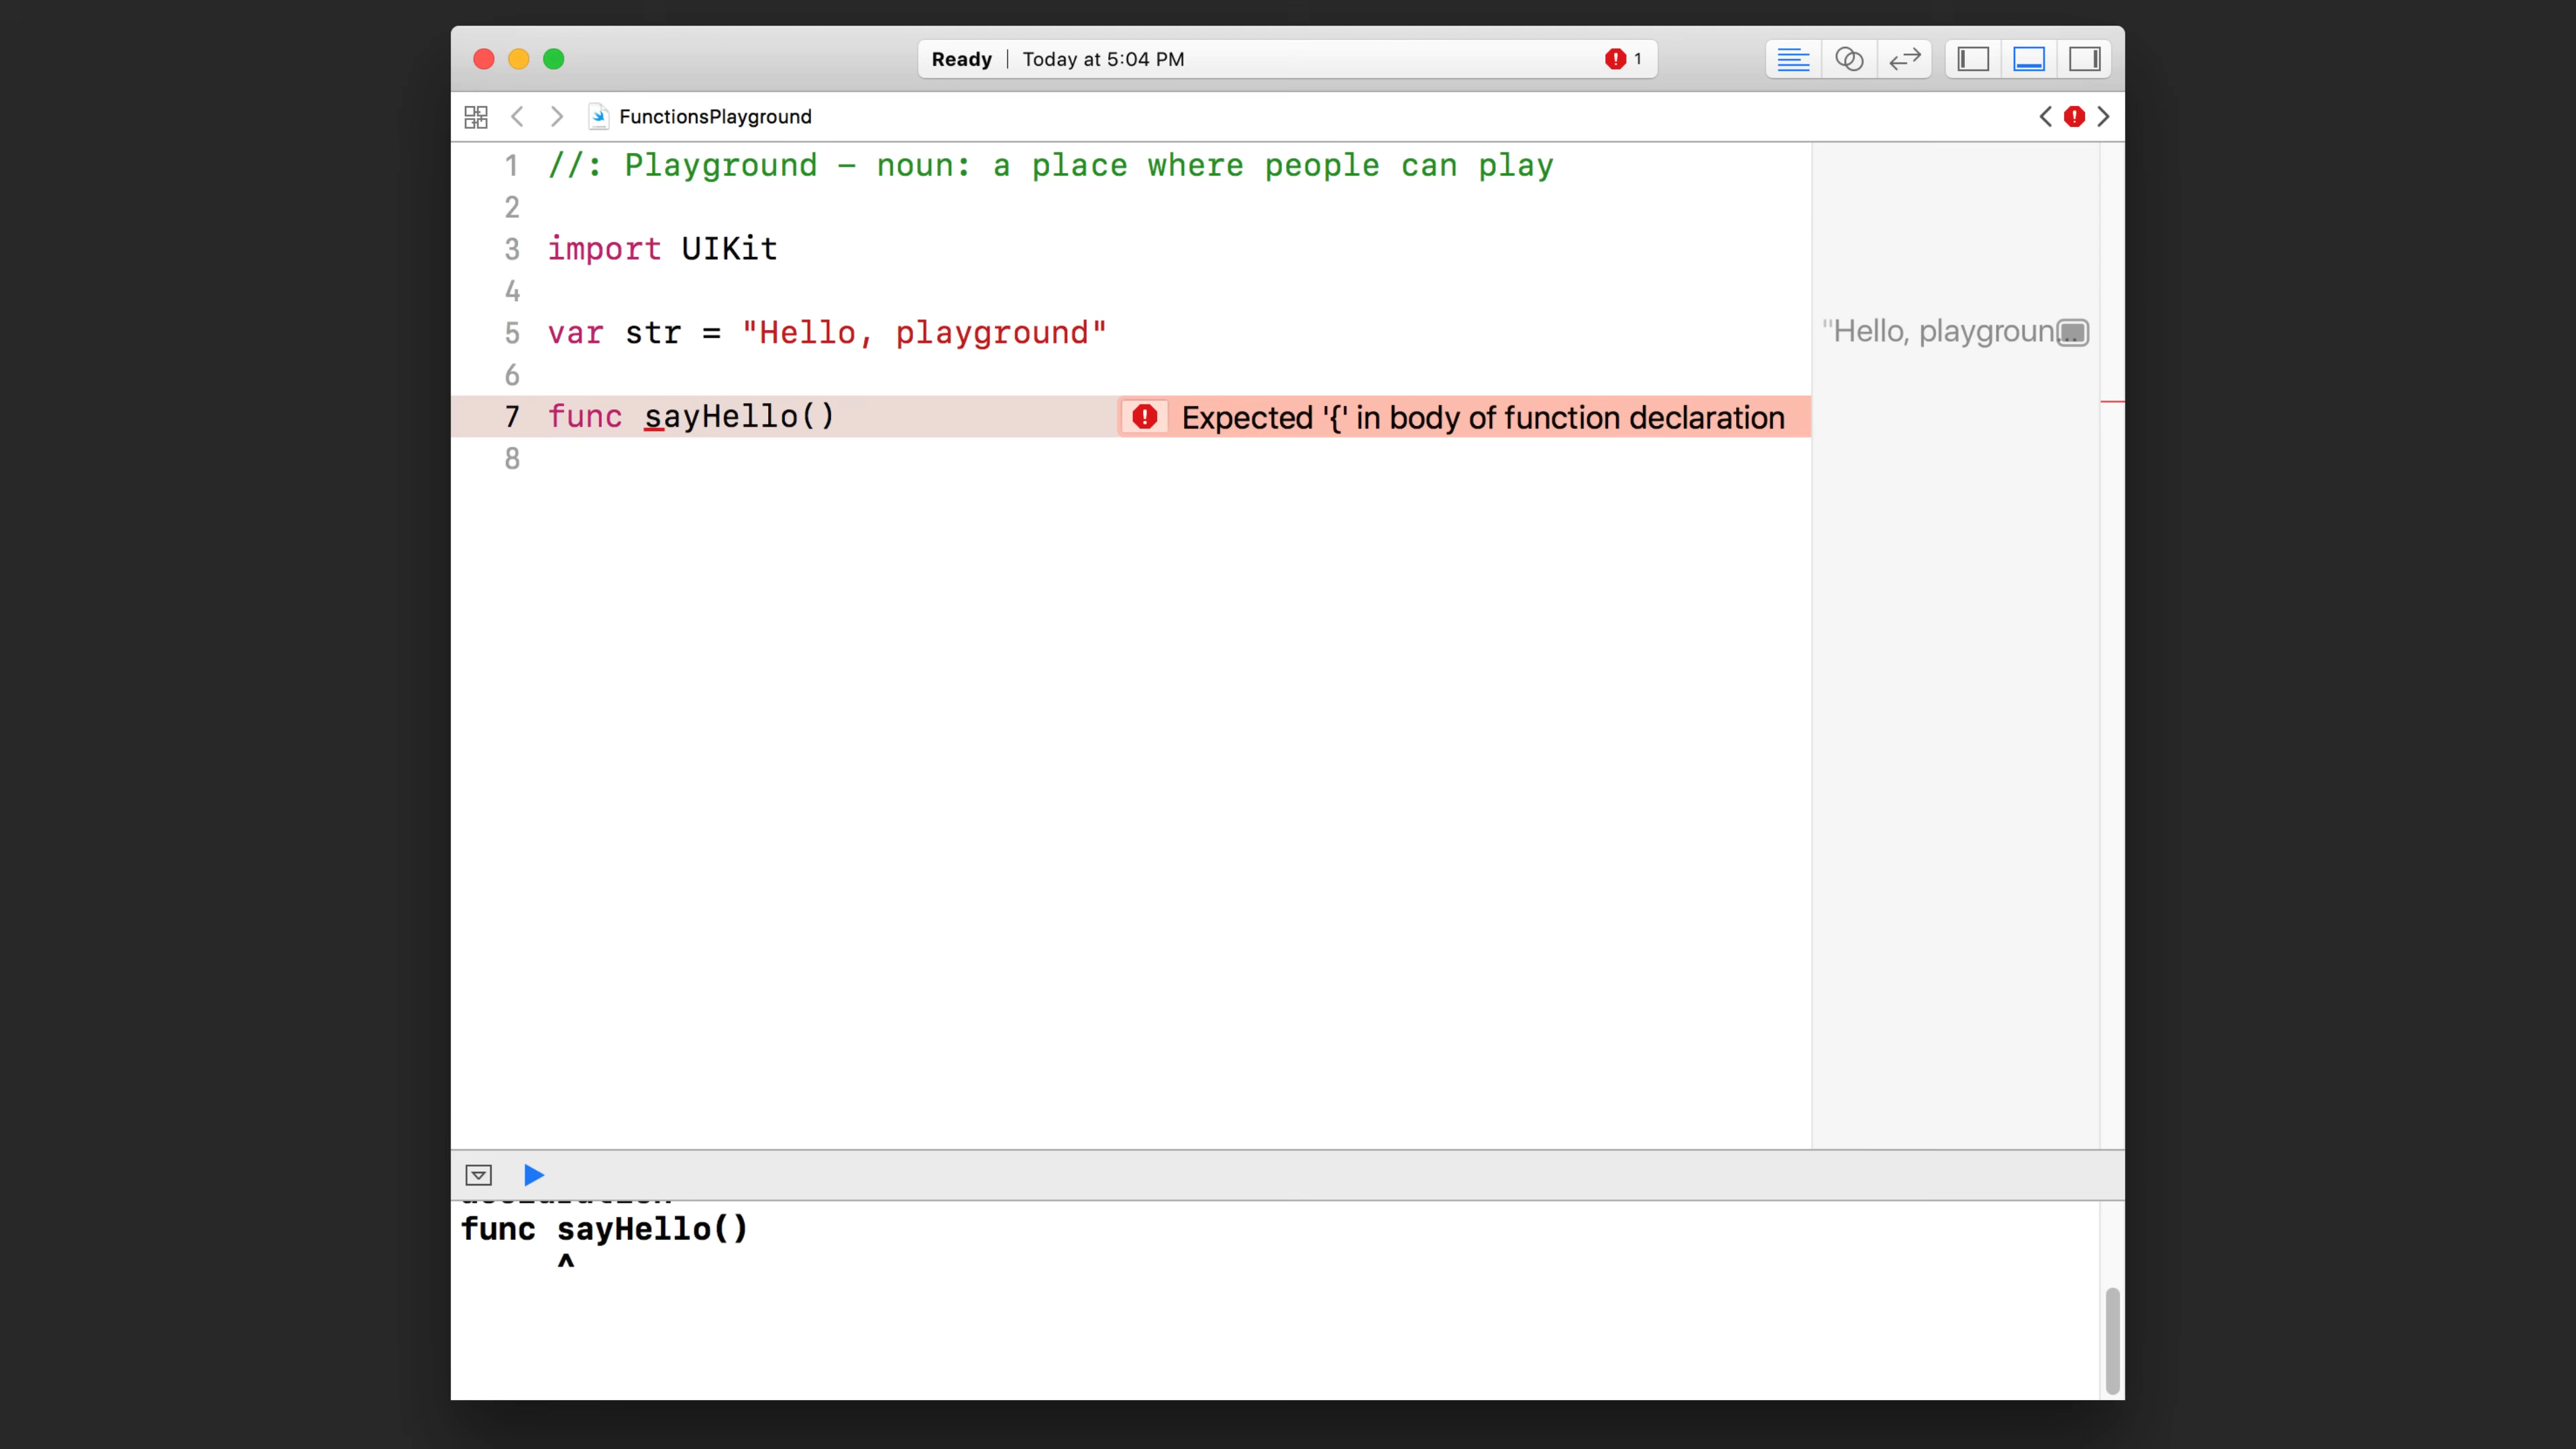 Ready Today at 5:04 PM 1
FunctionsPlayground
1 //: Playground – noun: a place where people can play
2
3 import UIKit
4
5 var str = "Hello, playground" "Hello, playgroun...
6
7 func sayHello() Expected '{' in body of function declaration
8
func sayHello()
^